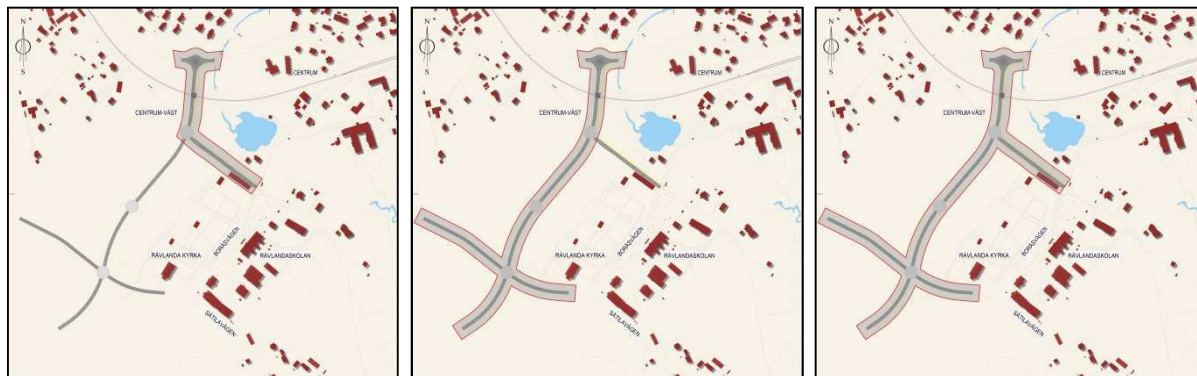 N
S
CENTRUM
CENTRUM-VÄST
BORÅSVÄGEN
RÄVLANDA KYRKA
RÄVLANDASKOLAN
SÄTILAVÄGEN
N
S
CENTRUM
CENTRUM-VÄST
BORÅSVÄGEN
RÄVLANDA KYRKA
RÄVLANDASKOLAN
SÄTILAVÄGEN
N
S
CENTRUM
CENTRUM-VÄST
BORÅSVÄGEN
RÄVLANDA KYRKA
RÄVLANDASKOLAN
SÄTILAVÄGEN